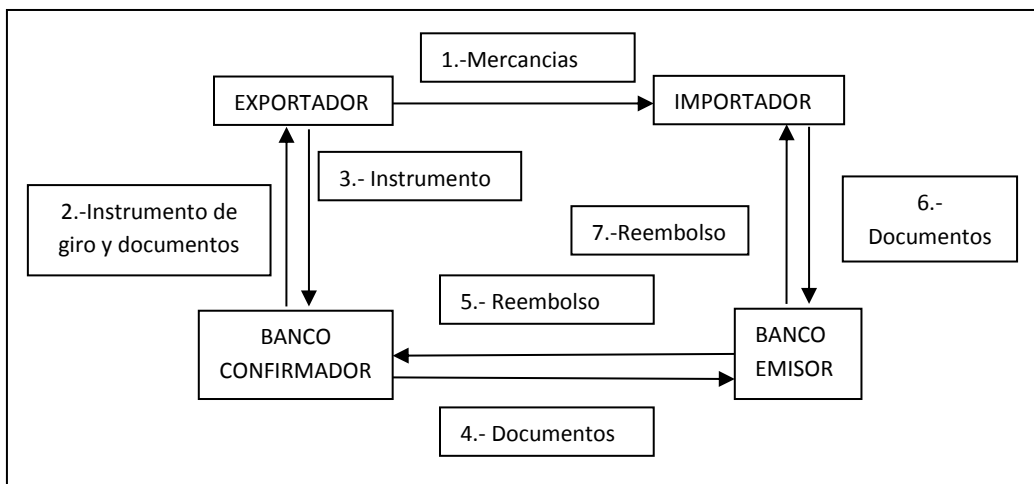 1.-Mercancias
EXPORTADOR
IMPORTADOR
3.- Instrumento
2.-Instrumento de
giro y documentos
6.-
Documentos
7.-Reembolso
5.- Reembolso
BANCO
CONFIRMADOR
BANCO
EMISOR
4.- Documentos